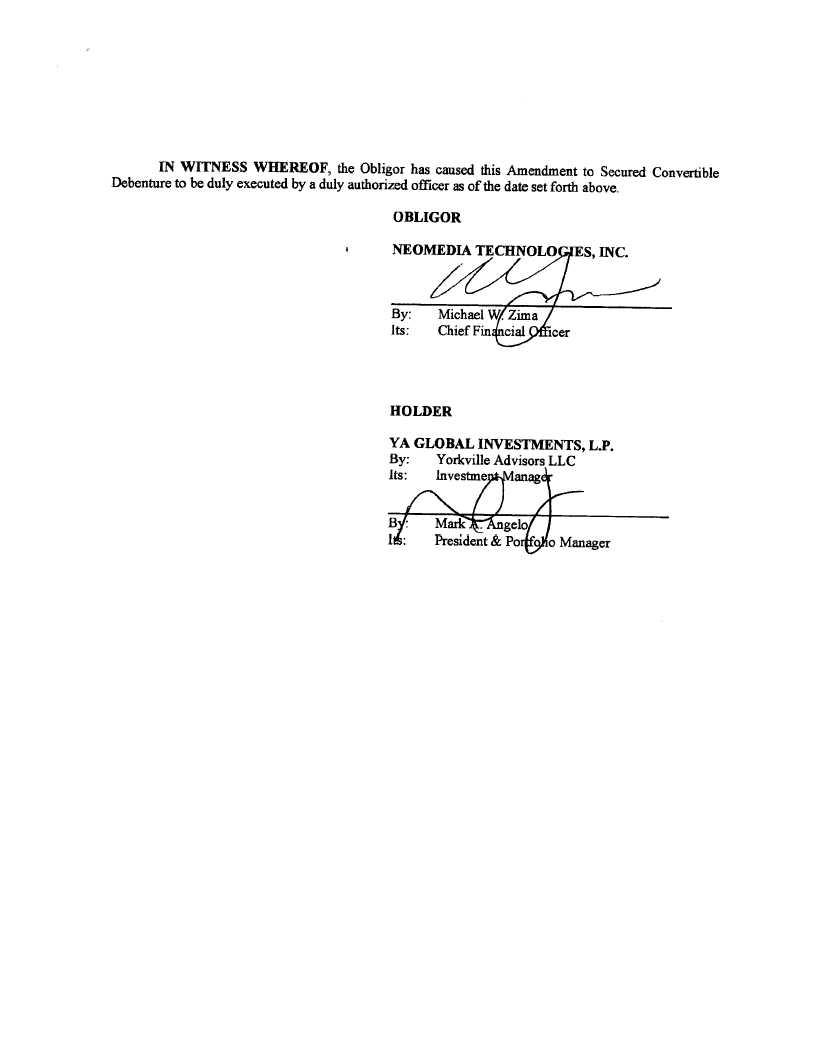 IN WITNESS WHEREOF, the Obligor has caused this Amendment to Secured Convertible
Debenture to be duly executed by a duly authorized officer as of the date set forth above.
OBLIGOR
NEOMEDIA TECHNOLOGIES, INC.
By: Michael W. Zima
Its: Chief Financial Officer
HOLDER
YA GLOBAL INVESTMENTS, L.P.
By: Yorkville Advisors LLC
Its: Investment Manager
By: Mark A. Angelo
Its: President & Portfolio Manager